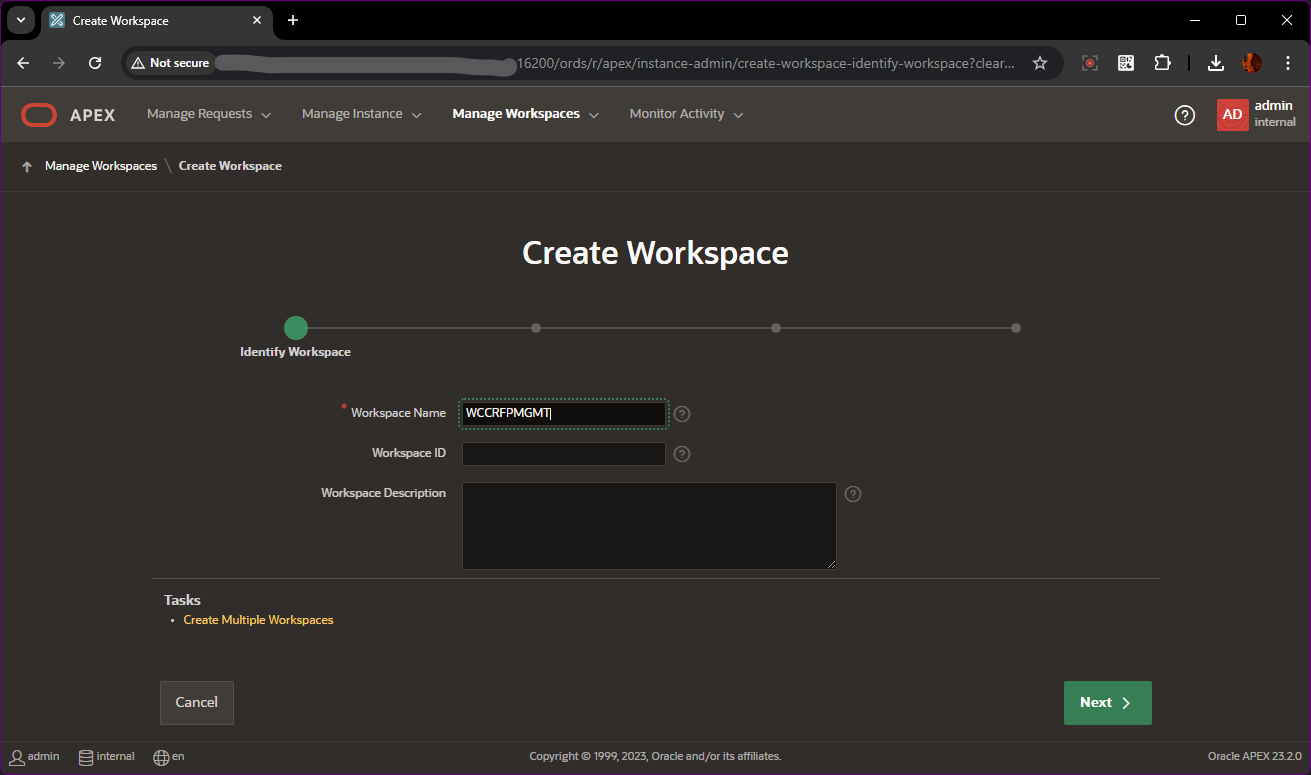 Create Workspace
Not secure 16200/ords/r/apex/instance-admin/create-workspace-identify-workspace?clear...
APEX Manage Requests Manage Instance Manage Workspaces Monitor Activity ? AD admin
internal
Manage Workspaces \ Create Workspace
Create Workspace
Identify Workspace
* Workspace Name WCCRFPMGMT ?
Workspace ID ?
Workspace Description ?
Tasks
• Create Multiple Workspaces
Cancel Next
admin internal en Copyright © 1999, 2023, Oracle and/or its affiliates. Oracle APEX 23.2.0